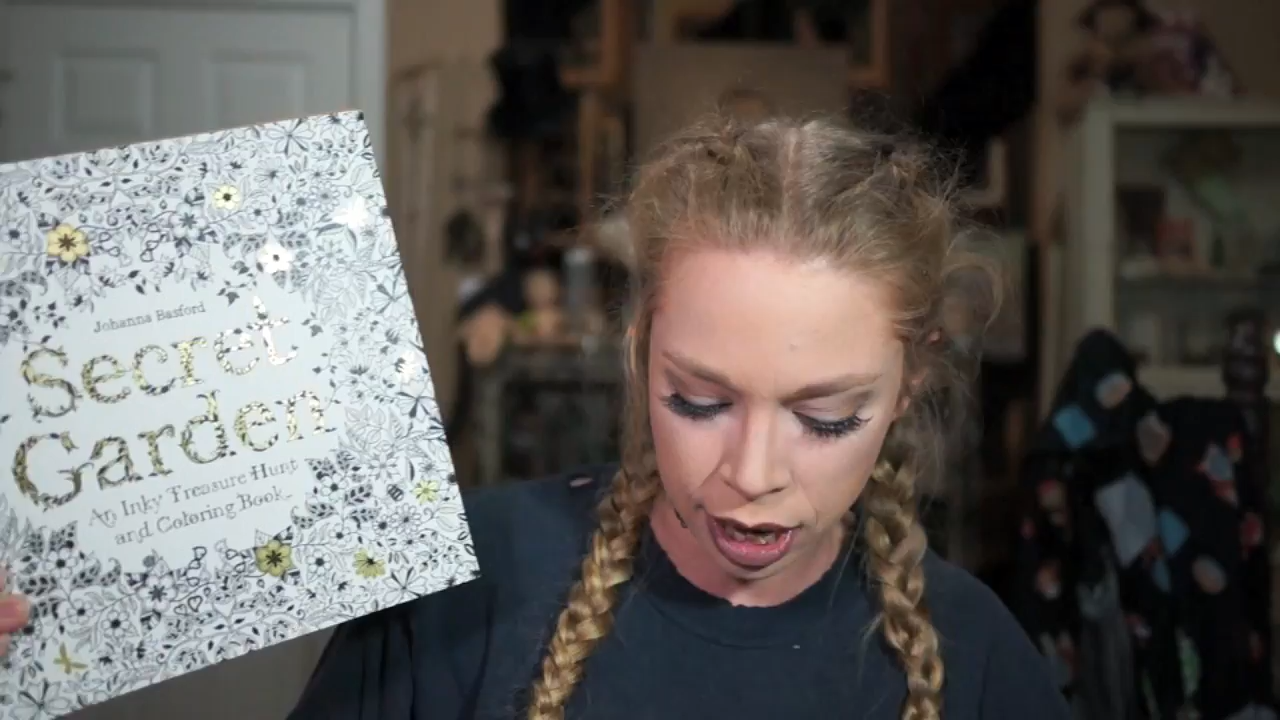 Johanna Basford
Secret
Garden
An Inky Treasure Hunt
and Coloring Book